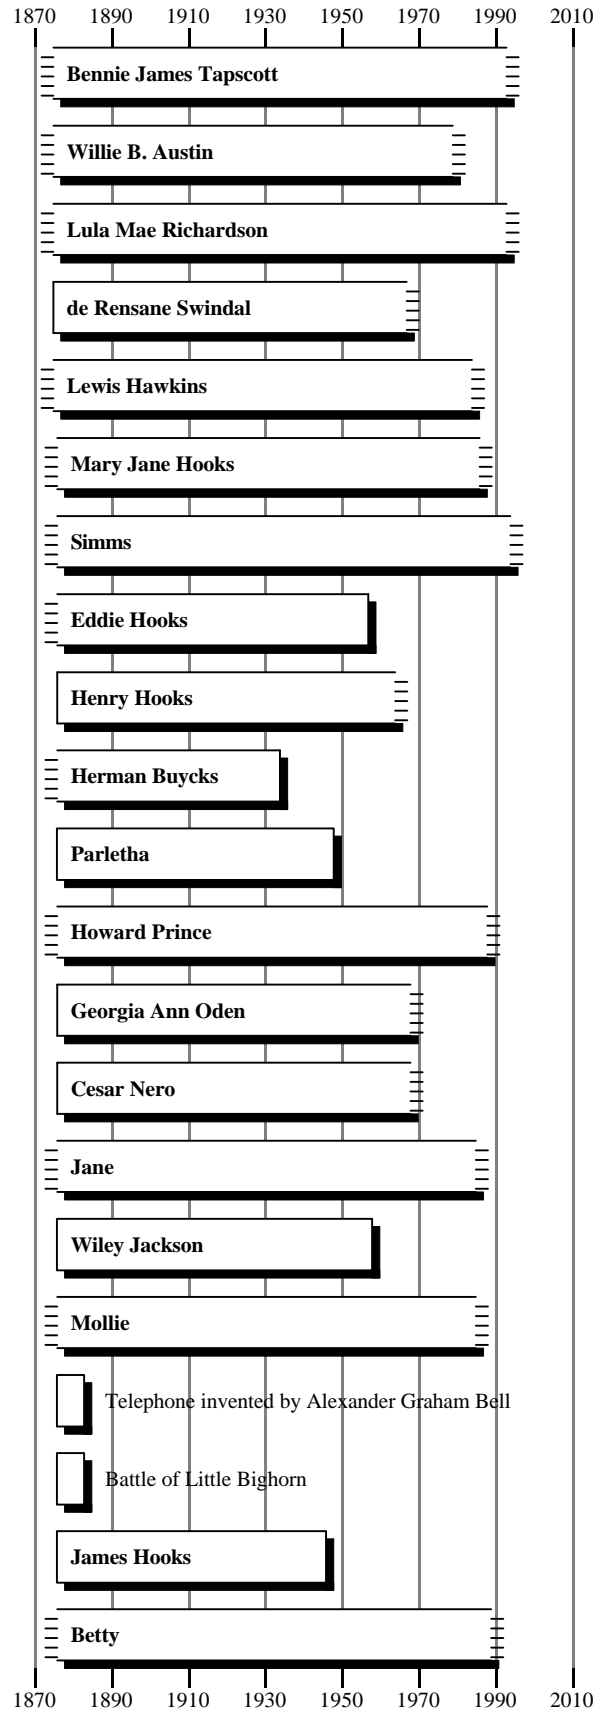 1870 1890 1910 1930 1950 1970 1990 2010
Bennie James Tapscott
Willie B. Austin
Lula Mae Richardson
de Rensane Swindal
Lewis Hawkins
Mary Jane Hooks
Simms
Eddie Hooks
Henry Hooks
Herman Buycks
Parletha
Howard Prince
Georgia Ann Oden
Cesar Nero
Jane
Wiley Jackson
Mollie
Telephone invented by Alexander Graham Bell
Battle of Little Bighorn
James Hooks
Betty
1870 1890 1910 1930 1950 1970 1990 2010